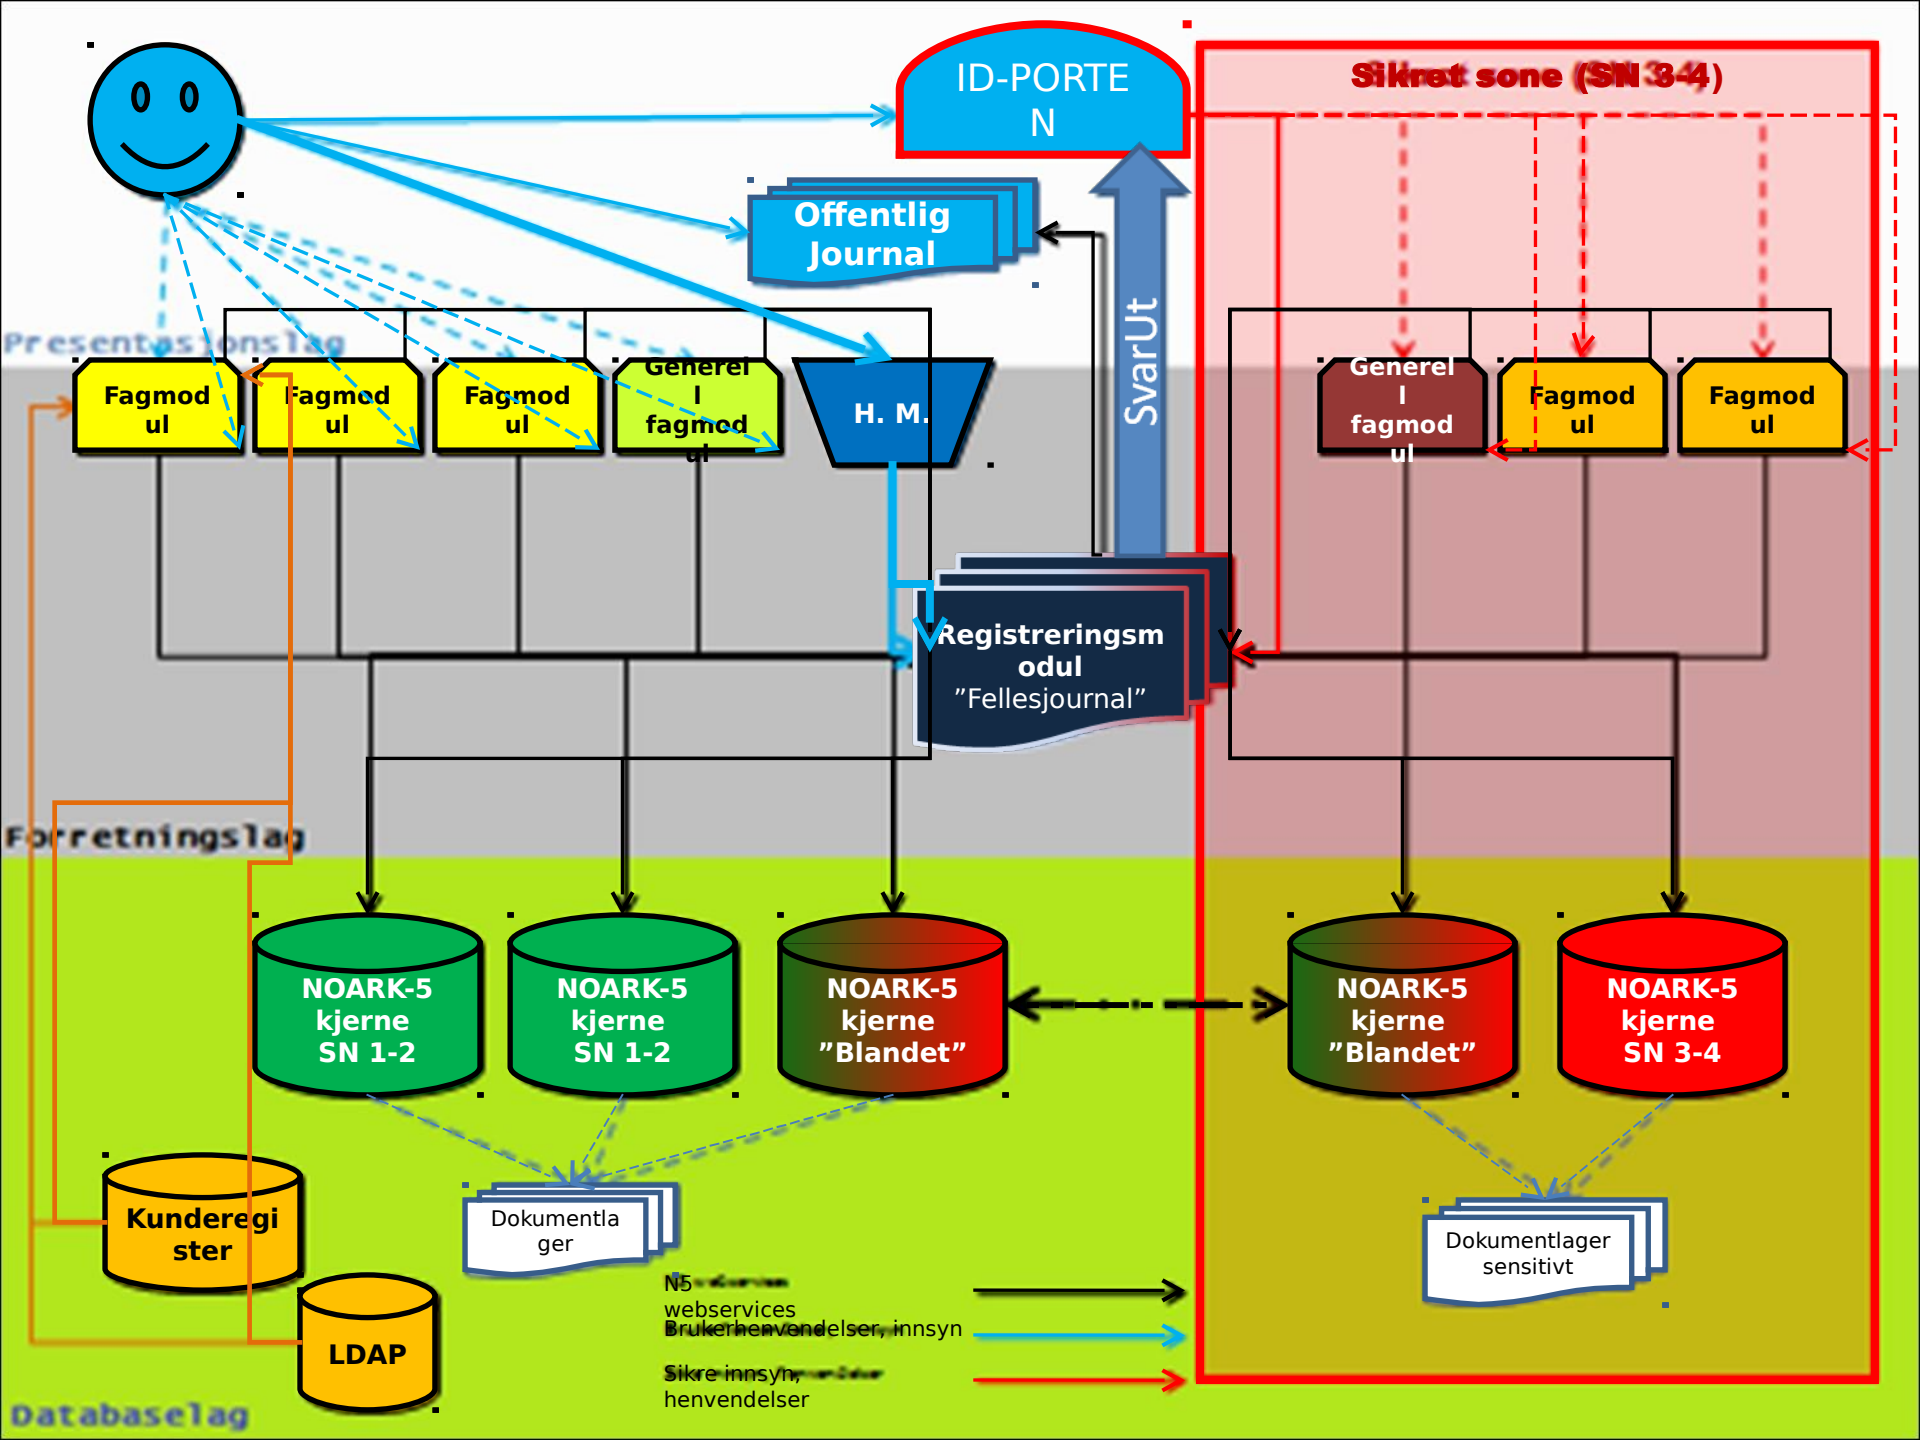 ID-PORTE
N
Sikret sone (SN 3-4)
Offentlig
Journal
SvarUt
Presentasjonslag
Fagmod
ul
Fagmod
ul
Fagmod
ul
Generel
l
fagmod
ul
H. M.
Generel
l
fagmod
ul
Fagmod
ul
Fagmod
ul
Registreringsm
odul
”Fellesjournal”
Forretningslag
NOARK-5
kjerne
SN 1-2
NOARK-5
kjerne
SN 1-2
NOARK-5
kjerne
”Blandet”
NOARK-5
kjerne
”Blandet”
NOARK-5
kjerne
SN 3-4
Kunderegi
ster
Dokumentla
ger
Dokumentlager
sensitivt
LDAP
N5
webservices
Brukerhenvendelser, innsyn
Sikre innsyn,
henvendelser
Databaselag